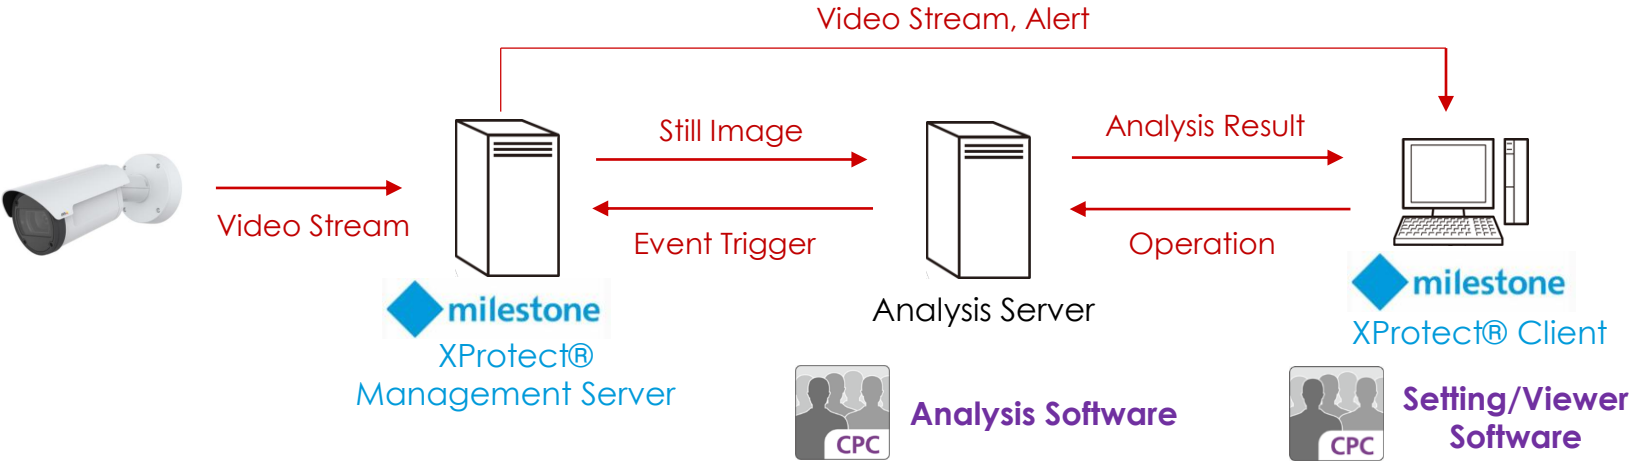 Video Stream, Alert
Still Image
Analysis Result
Video Stream
Event Trigger
Operation
milestone
XProtect®
Management Server
Analysis Server
milestone
XProtect® Client
CPC
Analysis Software
CPC
Setting/Viewer
Software